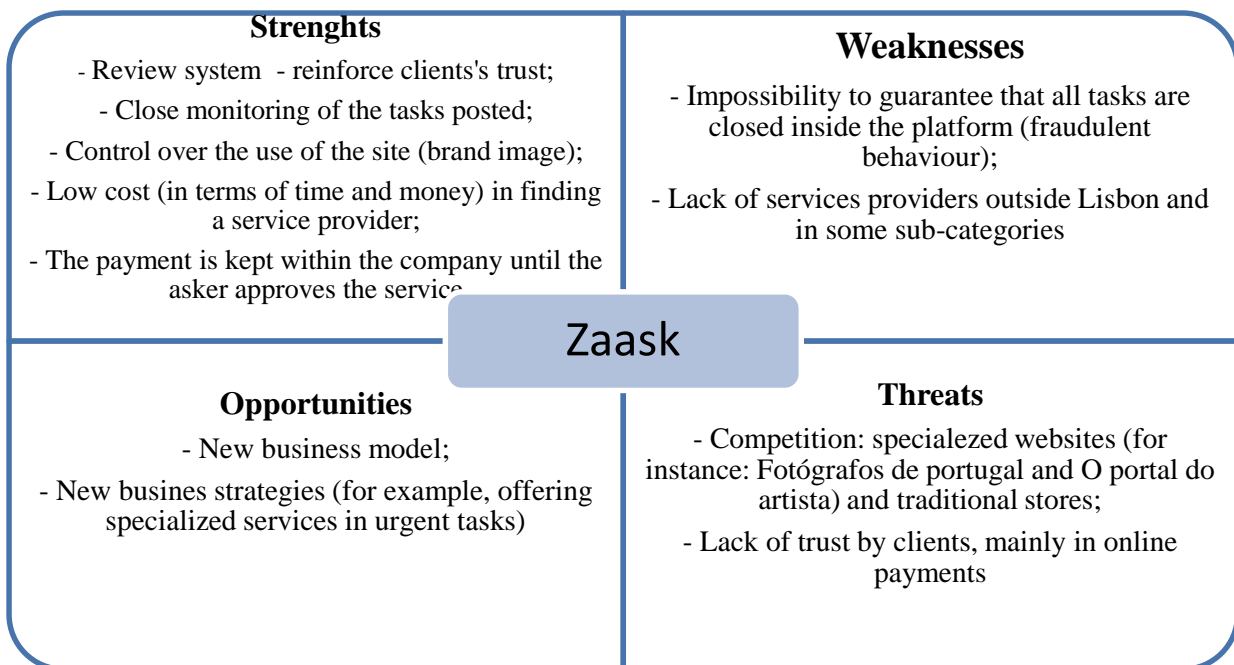 Strenghts
- Review system - reinforce clients's trust;
- Close monitoring of the tasks posted;
- Control over the use of the site (brand image);
- Low cost (in terms of time and money) in finding
a service provider;
- The payment is kept within the company until the
asker approves the service
Weaknesses
- Impossibility to guarantee that all tasks are
closed inside the platform (fraudulent
behaviour);
- Lack of services providers outside Lisbon and
in some sub-categories
Zaask
Opportunities
- New business model;
- New busines strategies (for example, offering
specialized services in urgent tasks)
Threats
- Competition: specialezed websites (for
instance: Fotógrafos de portugal and O portal do
artista) and traditional stores;
- Lack of trust by clients, mainly in online
payments